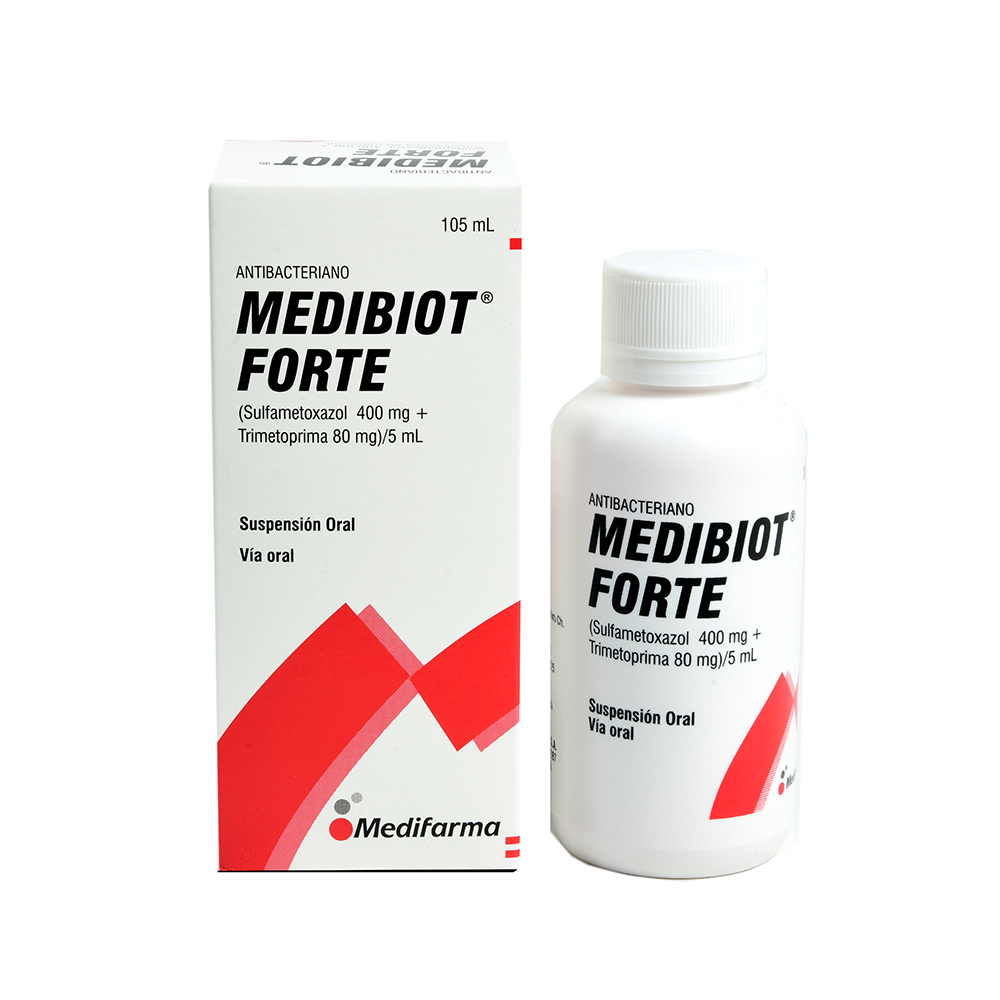 ANTIBACTERIANO
MEDIBIOT®
FORTE
105 mL
ANTIBACTERIANO
MEDIBIOT®
FORTE
(Sulfametoxazol 400 mg +
Trimetoprima 80 mg)/5 mL
Suspensión Oral
Vía oral
Medifarma
ANTIBACTERIANO
MEDIBIOT®
FORTE
(Sulfametoxazol 400 mg +
Trimetoprima 80 mg)/5 mL
Suspensión Oral
Vía oral